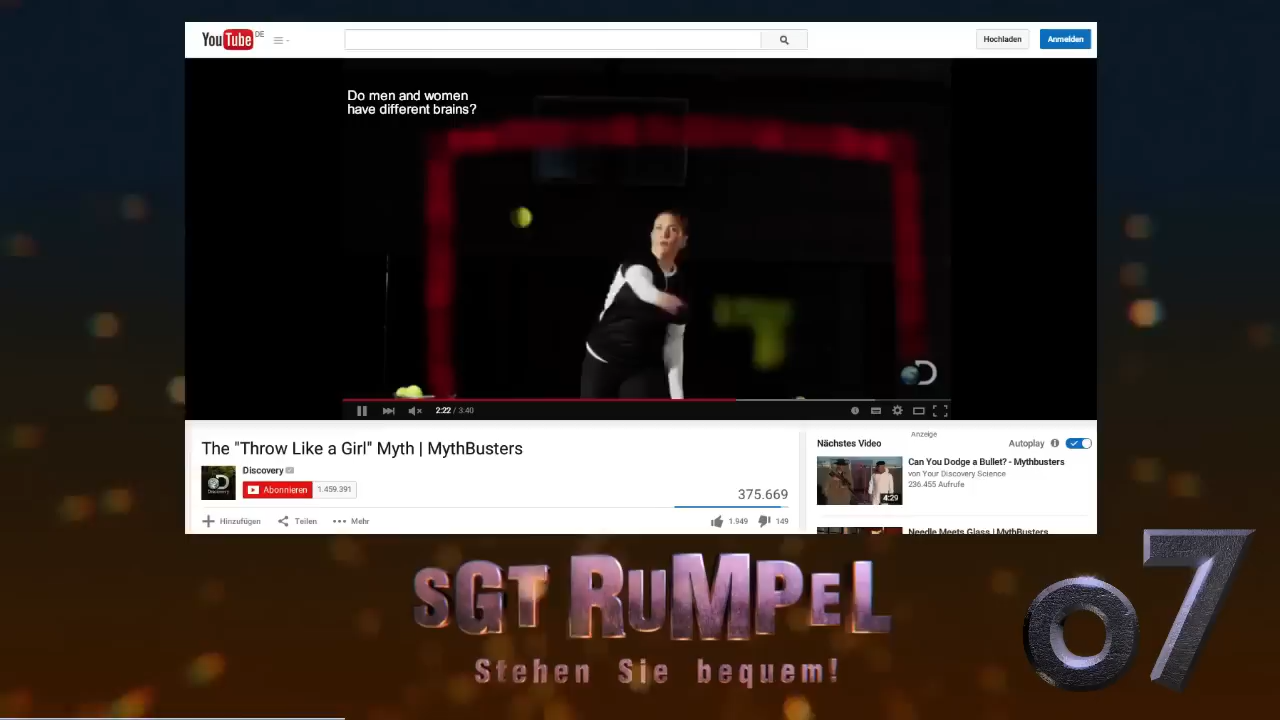 YouTube DE
Hochladen
Anmelden
Do men and women
have different brains?
2:22 / 3:40
The "Throw Like a Girl" Myth | MythBusters
Discovery
Abonnieren 1.459.391
375.669
Hinzufügen Teilen Mehr
1.949 149
Anzeige
Nächstes Video
Autoplay
Can You Dodge a Bullet? - Mythbusters
von Your Discovery Science
236.455 Aufrufe
4:29
Needle Meets Glass | MythBusters
SGT RUMPEL
Stehen Sie bequem!
o7